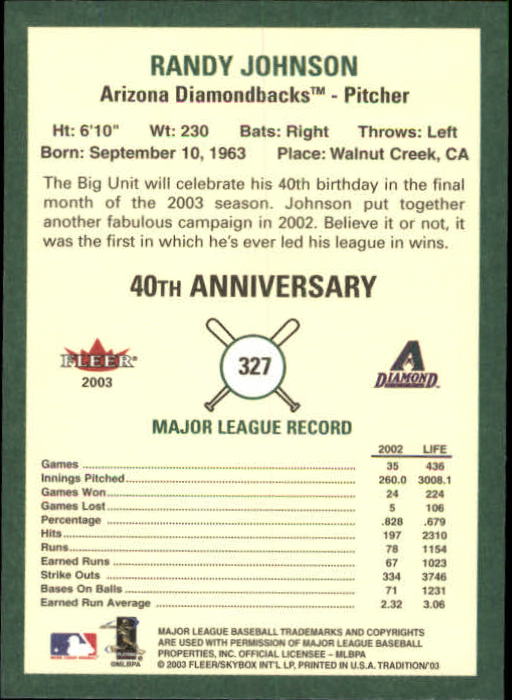 RANDY JOHNSON
Arizona Diamondbacks™ - Pitcher
Ht: 6'10" Wt: 230 Bats: Right Throws: Left
Born: September 10, 1963 Place: Walnut Creek, CA
The Big Unit will celebrate his 40th birthday in the final
month of the 2003 season. Johnson put together
another fabulous campaign in 2002. Believe it or not, it
was the first in which he's ever led his league in wins.
40TH ANNIVERSARY
FLEER®
2003
327
DIAMOND
MAJOR LEAGUE RECORD
2002 LIFE
Games 35 436
Innings Pitched 260.0 3008.1
Games Won 24 224
Games Lost 5 106
Percentage .828 .679
Hits 197 2310
Runs 78 1154
Earned Runs 67 1023
Strike Outs 334 3746
Bases On Balls 71 1231
Earned Run Average 2.32 3.06
©MLBPA
MAJOR LEAGUE BASEBALL TRADEMARKS AND COPYRIGHTS
ARE USED WITH PERMISSION OF MAJOR LEAGUE BASEBALL
PROPERTIES, INC. OFFICIAL LICENSEE - MLBPA
© 2003 FLEER/SKYBOX INT'L LP, PRINTED IN U.S.A. TRADITION/'03